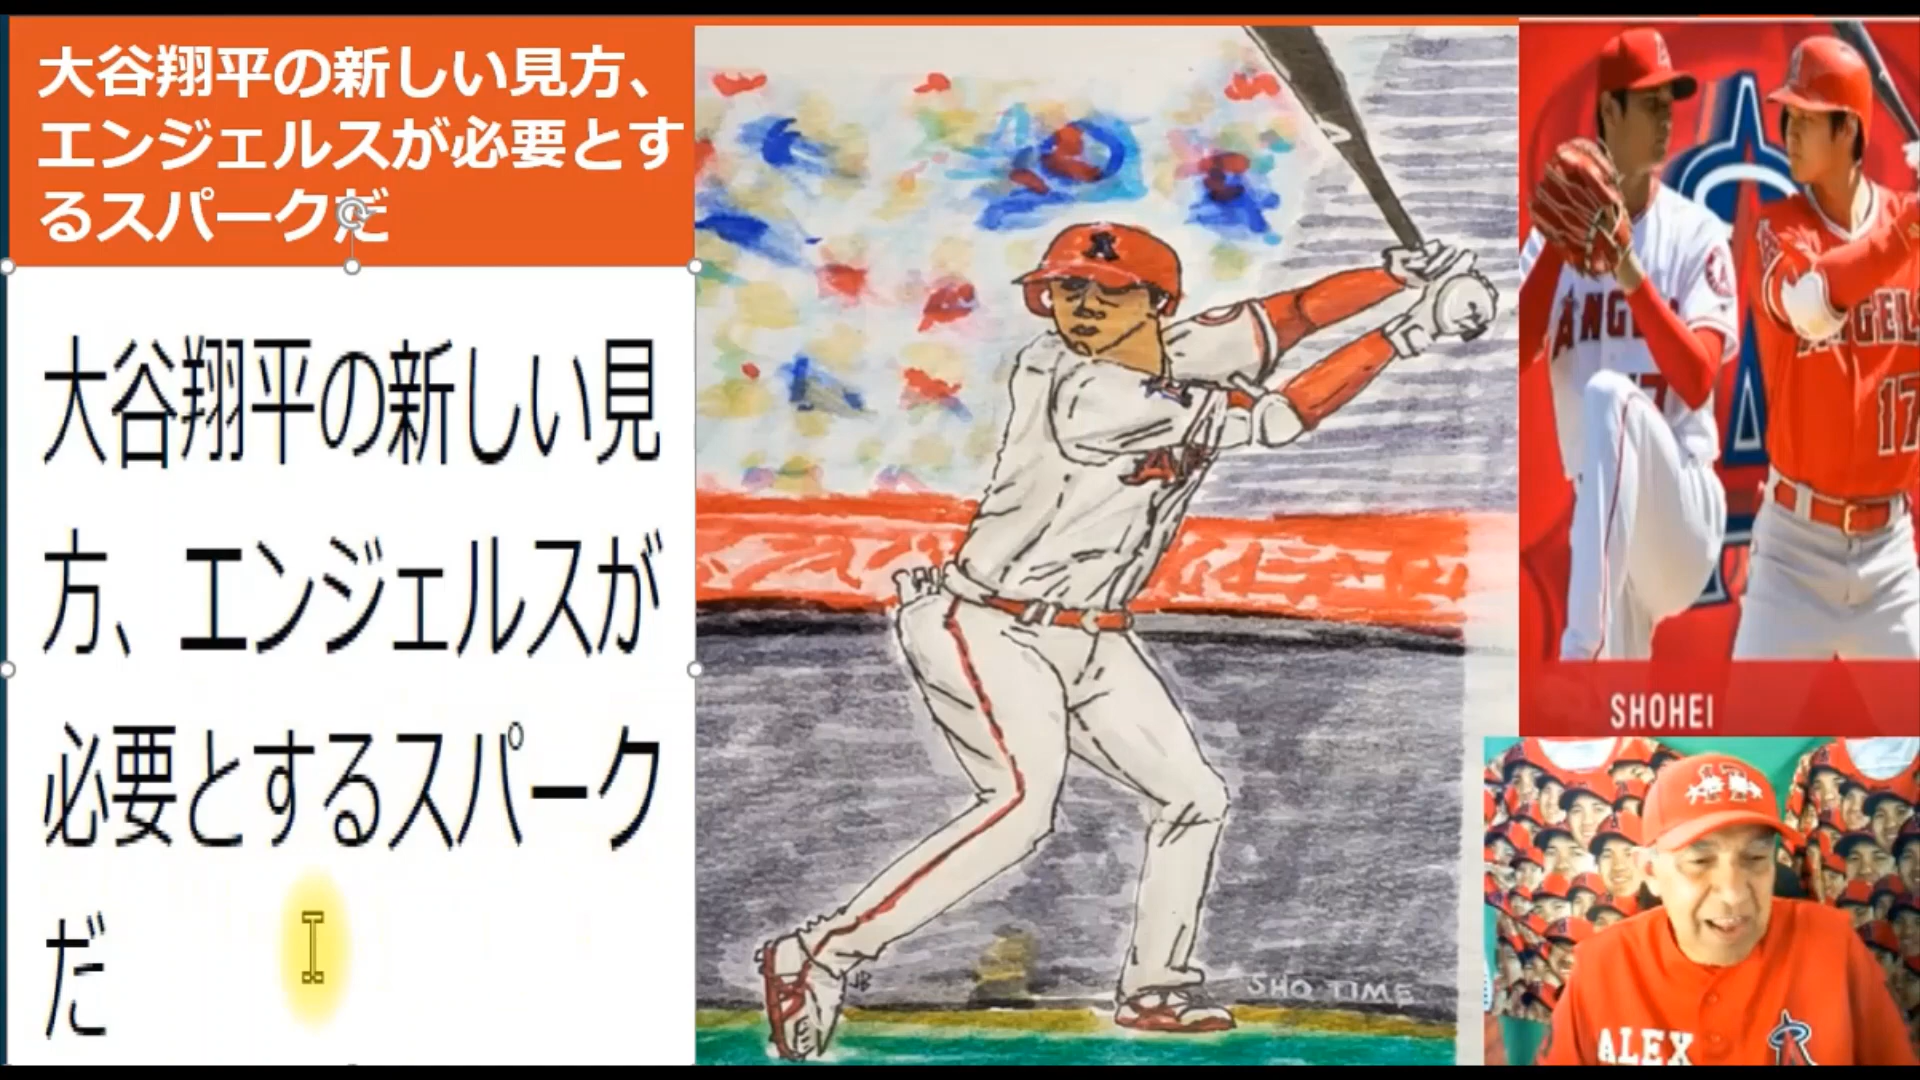 大谷翔平の新しい見方、
エンジェルスが必要とす
るスパークだ
大谷翔平の新しい見
方、エンジェルスが
必要とするスパーク
だ
A
A
JB
SHO TIME
ANGE
ANGELS
17
SHOHEI
ALEX
A